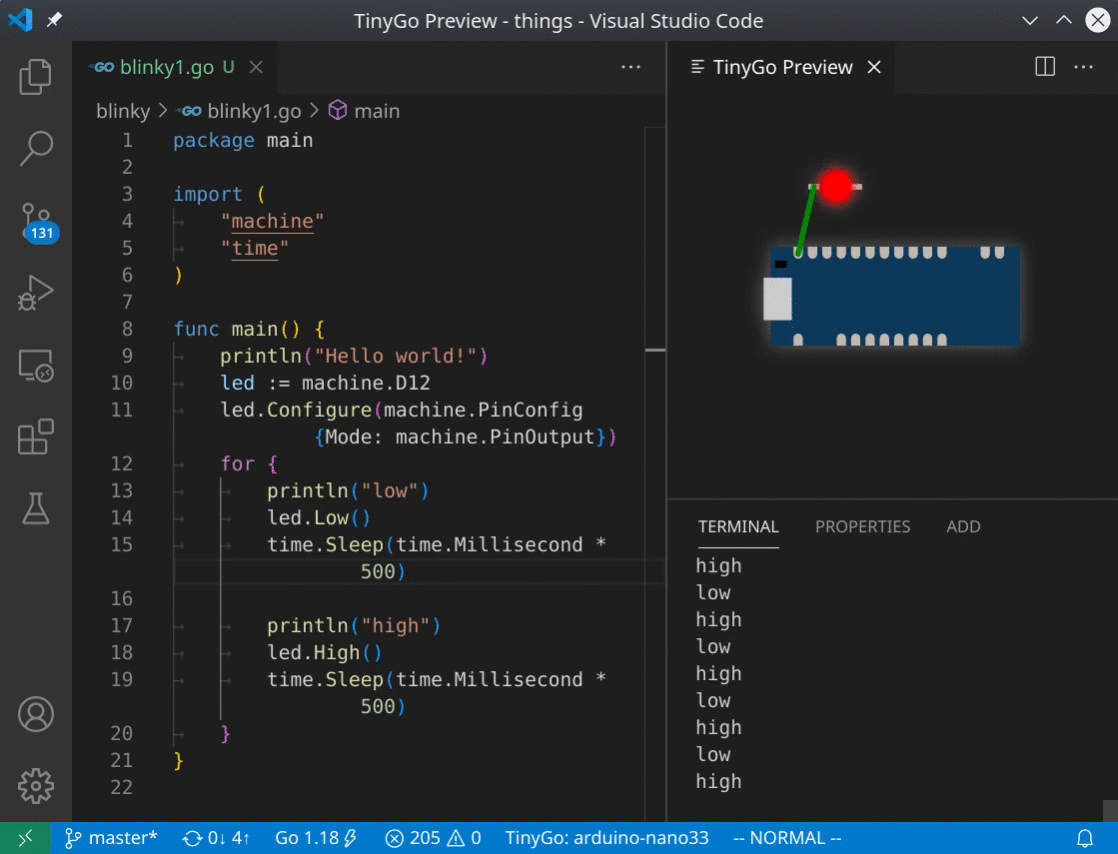 TinyGo Preview - things - Visual Studio Code
GO blinky1.go U
blinky > GO blinky1.go > main
1 package main
2
3 import (
4 "machine"
5 "time"
6 )
7
8 func main() {
9 println("Hello world!")
10 led := machine.D12
11 led.Configure(machine.PinConfig
{Mode: machine.PinOutput})
12 for {
13 println("low")
14 led.Low()
15 time.Sleep(time.Millisecond *
500)
16
17 println("high")
18 led.High()
19 time.Sleep(time.Millisecond *
500)
20 }
21 }
22
131
TinyGo Preview
TERMINAL PROPERTIES ADD
high
low
high
low
high
low
high
low
high
master* 0↓ 4↑ Go 1.18 205 0 TinyGo: arduino-nano33 -- NORMAL --